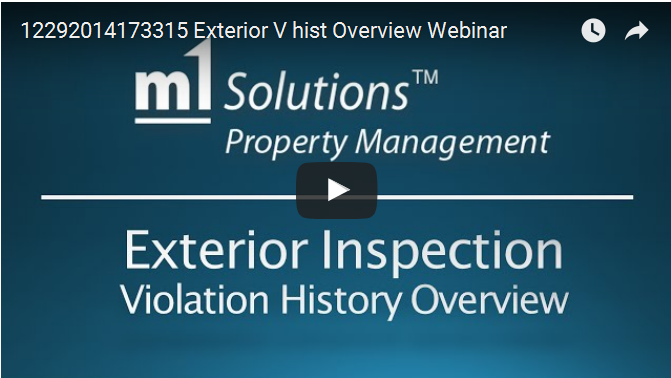 12292014173315 Exterior V hist Overview Webinar
m1 Solutions™
Property Management
Exterior Inspection
Violation History Overview